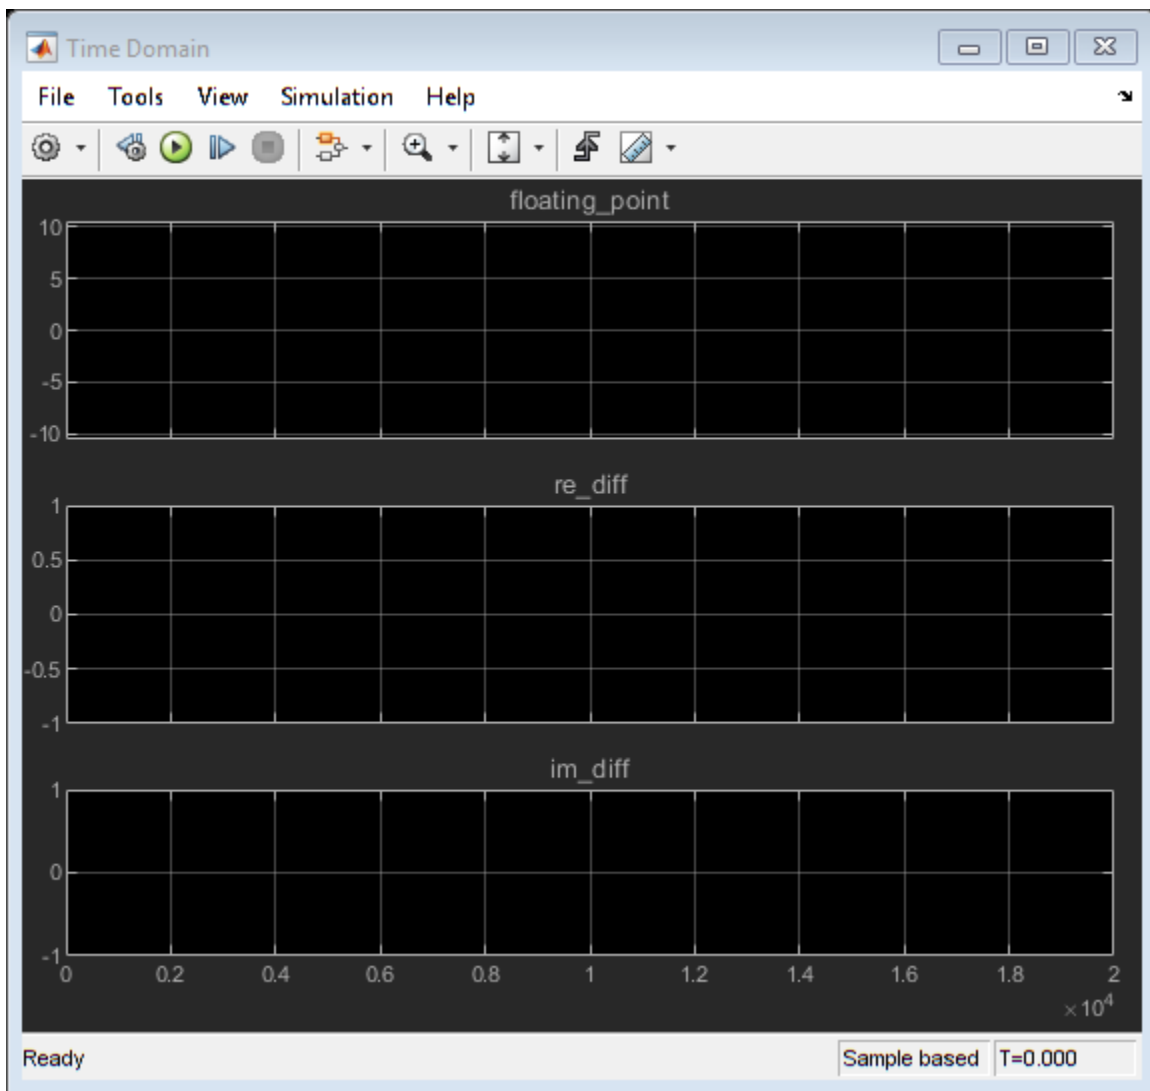 Time Domain
File Tools View Simulation Help
floating_point
10
5
0
-5
-10
re_diff
1
0.5
0
-0.5
-1
im_diff
1
0
-1
0 0.2 0.4 0.6 0.8 1 1.2 1.4 1.6 1.8 2
×10⁴
Ready Sample based T=0.000